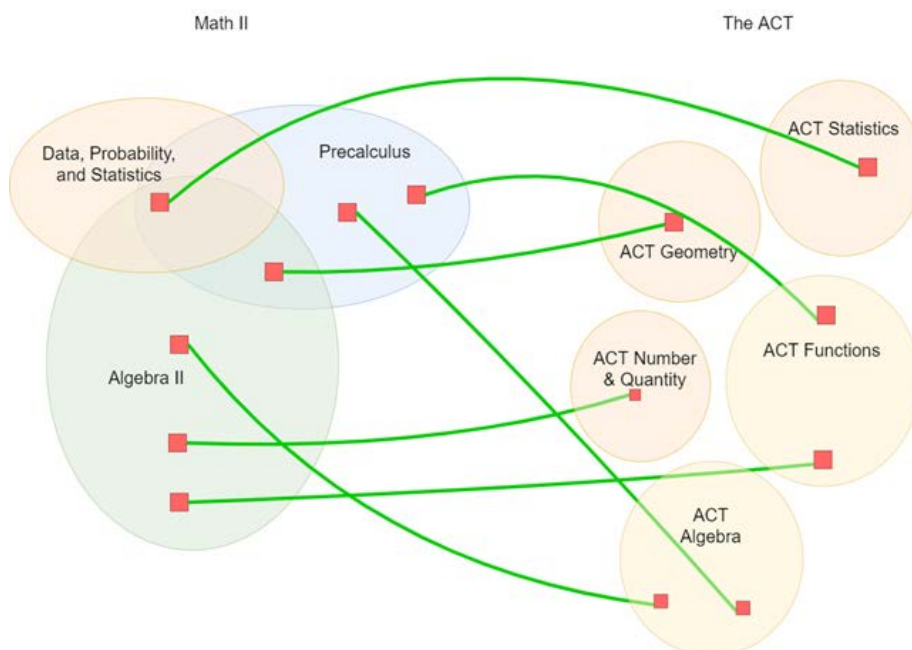 Math II
The ACT
Data, Probability,
and Statistics
Precalculus
ACT Statistics
ACT Geometry
ACT Number
& Quantity
ACT Functions
Algebra II
ACT
Algebra